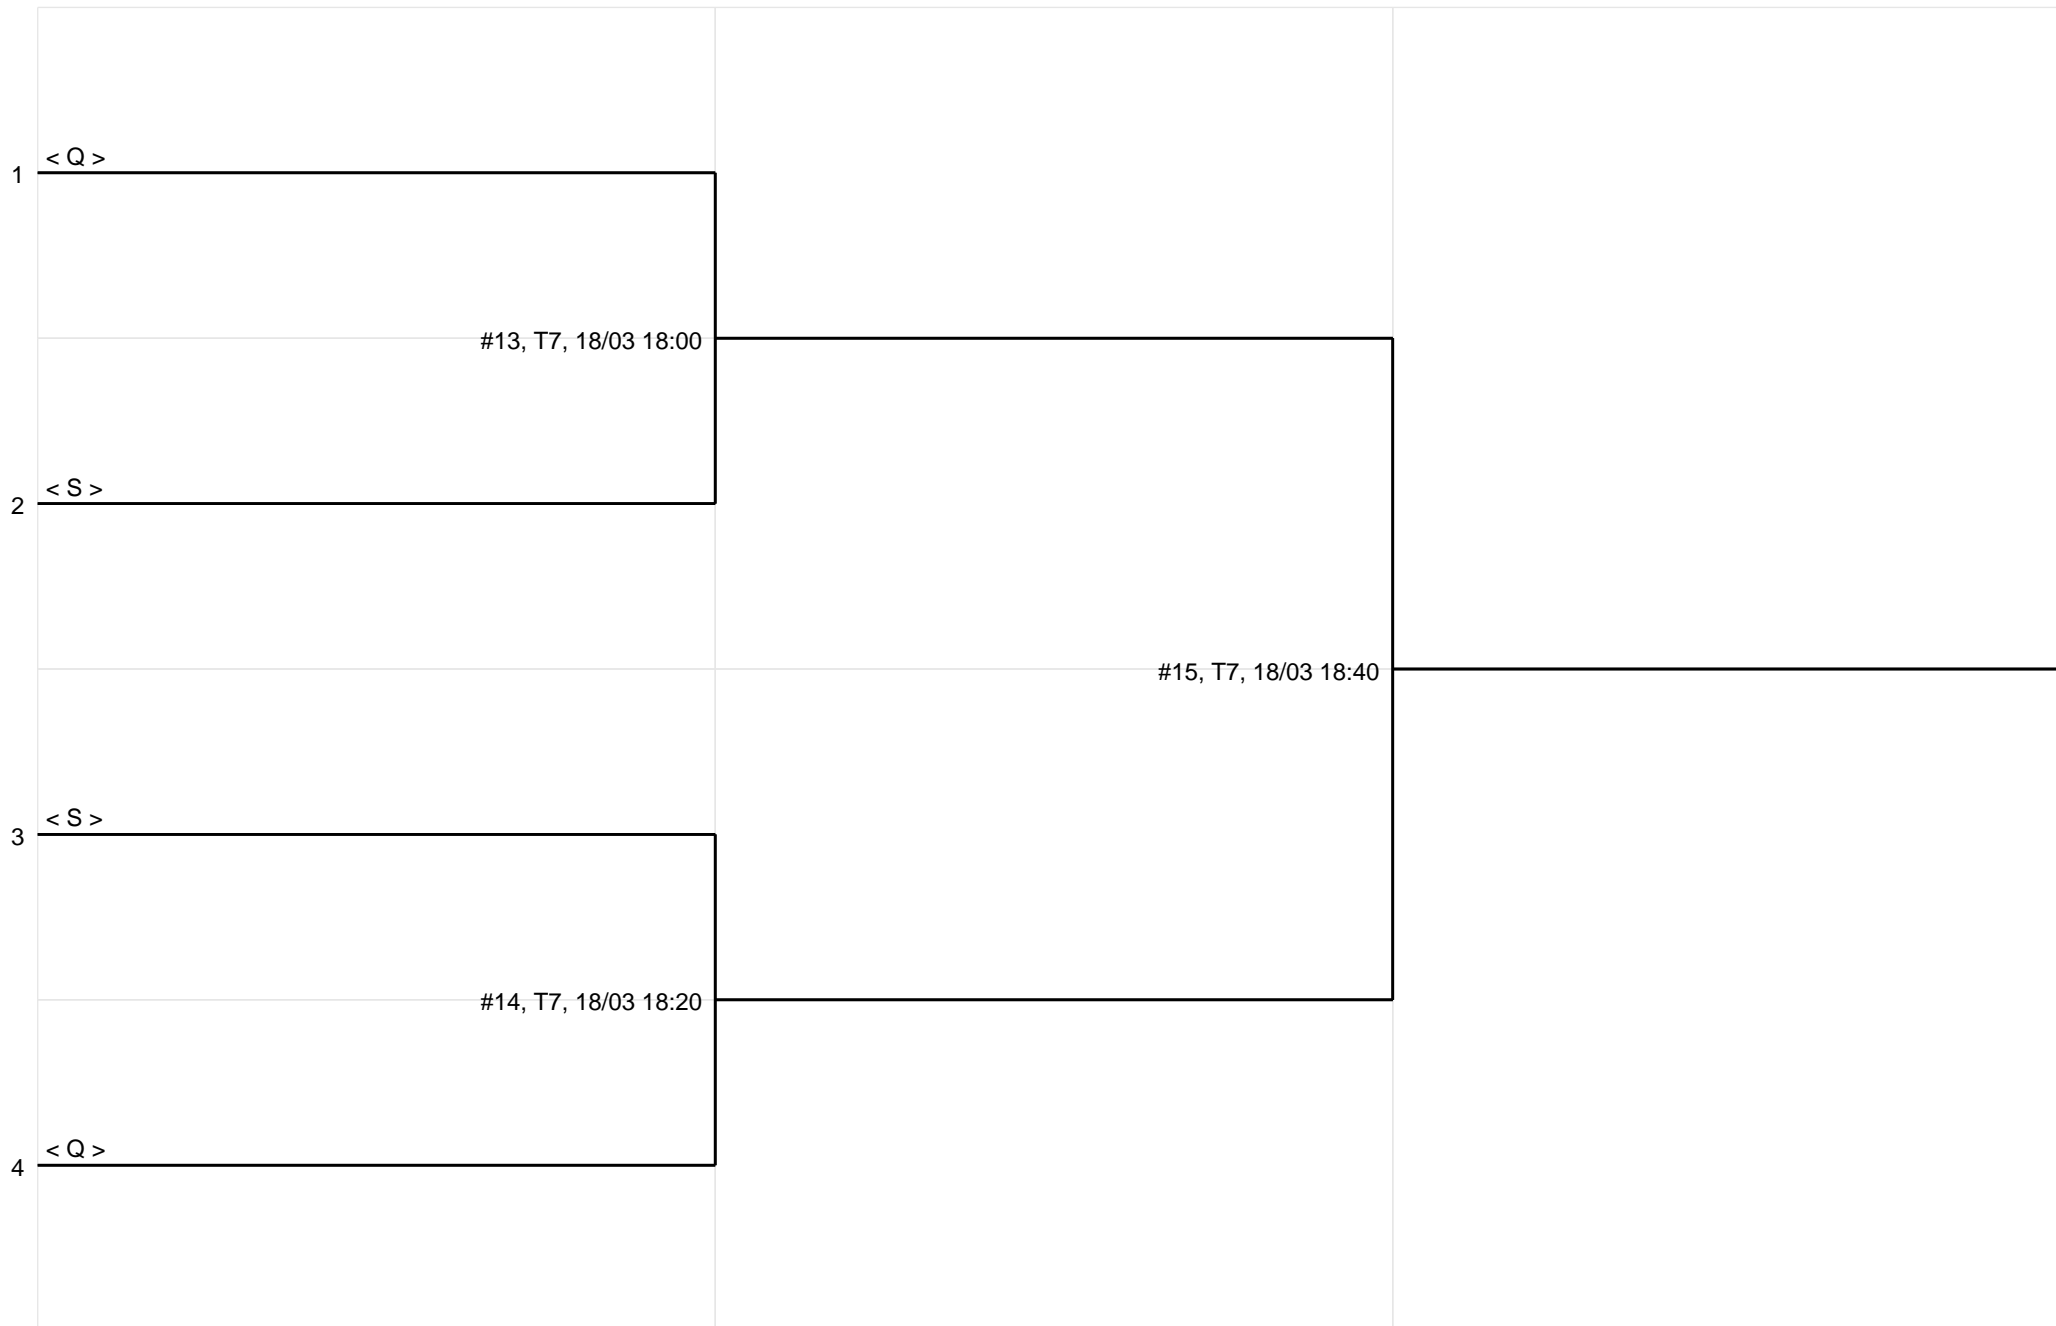 < Q >
1
#13, T7, 18/03 18:00
< S >
2
#15, T7, 18/03 18:40
< S >
3
#14, T7, 18/03 18:20
< Q >
4